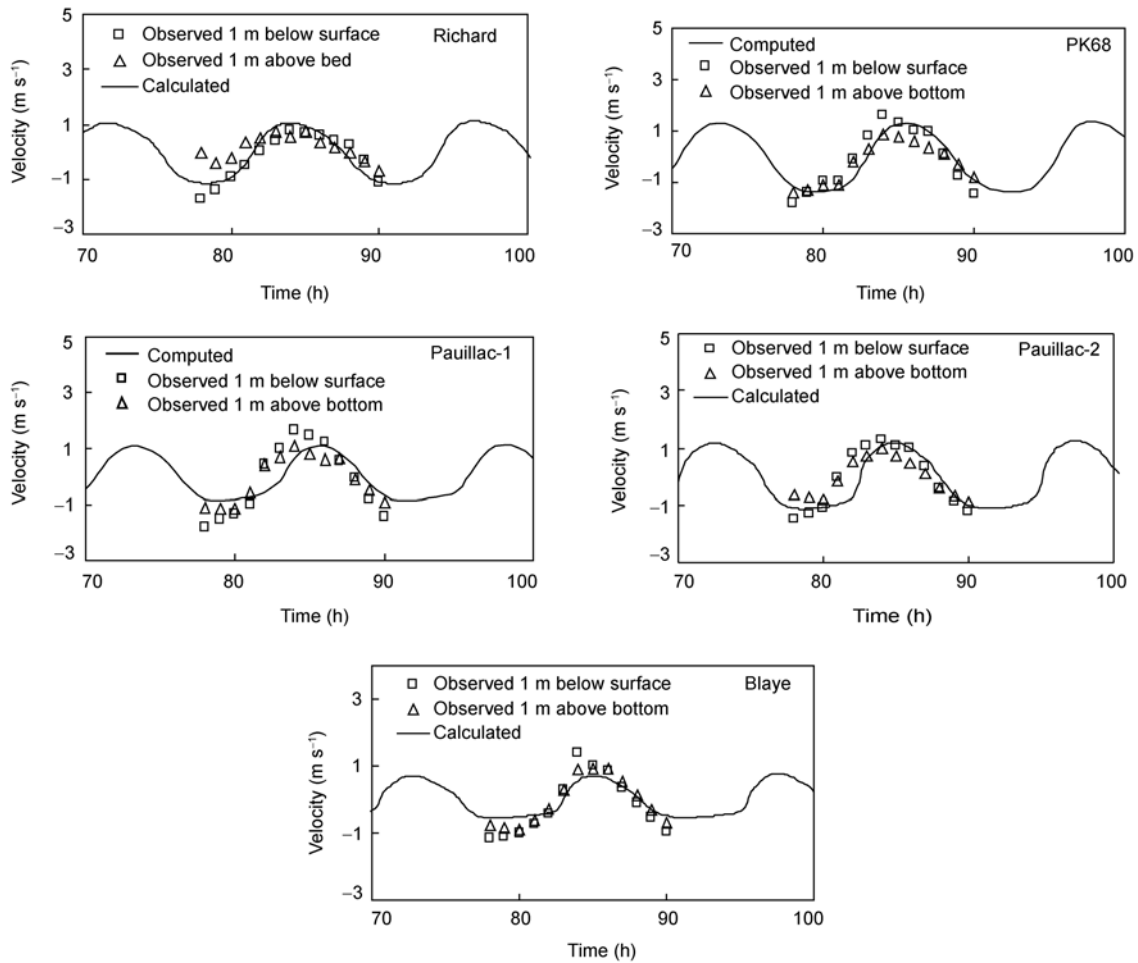 5
Observed 1 m below surface
Richard
Observed 1 m above bed
Calculated
3
1
−1
−3
Velocity (m s⁻¹)
70
80
90
100
Time (h)
5
Computed
PK68
Observed 1 m below surface
Observed 1 m above bottom
3
1
−1
−3
Velocity (m s⁻¹)
70
80
90
100
Time (h)
5
Computed
Pauillac-1
Observed 1 m below surface
Observed 1 m above bottom
3
1
−1
−3
Velocity (m s⁻¹)
70
80
90
100
Time (h)
5
Observed 1 m below surface
Pauillac-2
Observed 1 m above bottom
Calculated
3
1
−1
−3
Velocity (m s⁻¹)
70
80
90
100
Time (h)
Observed 1 m below surface
Blaye
Observed 1 m above bottom
Calculated
3
1
−1
−3
Velocity (m s⁻¹)
70
80
90
100
Time (h)